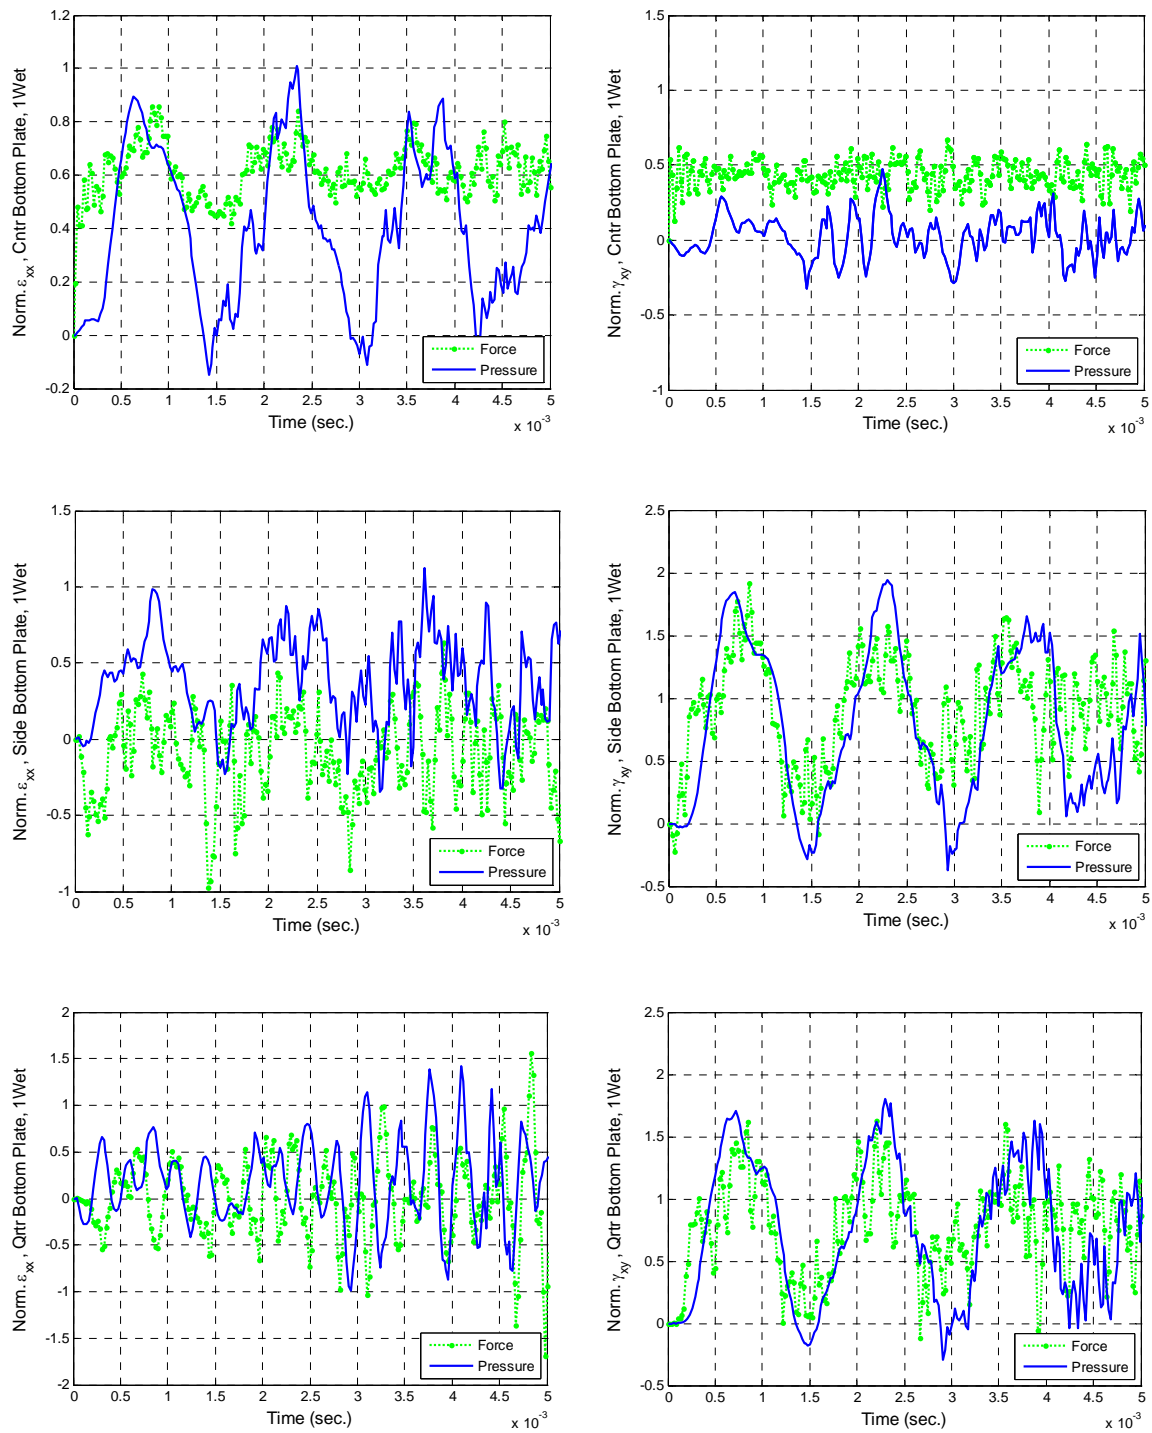 Norm. εxx , Cntr Bottom Plate, 1Wet
1.2
1
0.8
0.6
0.4
0.2
0
-0.2
0 0.5 1 1.5 2 2.5 3 3.5 4 4.5 5
Time (sec.)
x 10-3
Force
Pressure
Norm. γxy , Cntr Bottom Plate, 1Wet
1.5
1
0.5
0
-0.5
-1
0 0.5 1 1.5 2 2.5 3 3.5 4 4.5 5
Time (sec.)
x 10-3
Force
Pressure
Norm. εxx , Side Bottom Plate, 1Wet
1.5
1
0.5
0
-0.5
-1
0 0.5 1 1.5 2 2.5 3 3.5 4 4.5 5
Time (sec.)
x 10-3
Force
Pressure
Norm. γxy , Side Bottom Plate, 1Wet
2.5
2
1.5
1
0.5
0
-0.5
0 0.5 1 1.5 2 2.5 3 3.5 4 4.5 5
Time (sec.)
x 10-3
Force
Pressure
Norm. εxx , Qrtr Bottom Plate, 1Wet
2
1.5
1
0.5
0
-0.5
-1
-1.5
-2
0 0.5 1 1.5 2 2.5 3 3.5 4 4.5 5
Time (sec.)
x 10-3
Force
Pressure
Norm. γxy , Qrtr Bottom Plate, 1Wet
2.5
2
1.5
1
0.5
0
-0.5
0 0.5 1 1.5 2 2.5 3 3.5 4 4.5 5
Time (sec.)
x 10-3
Force
Pressure